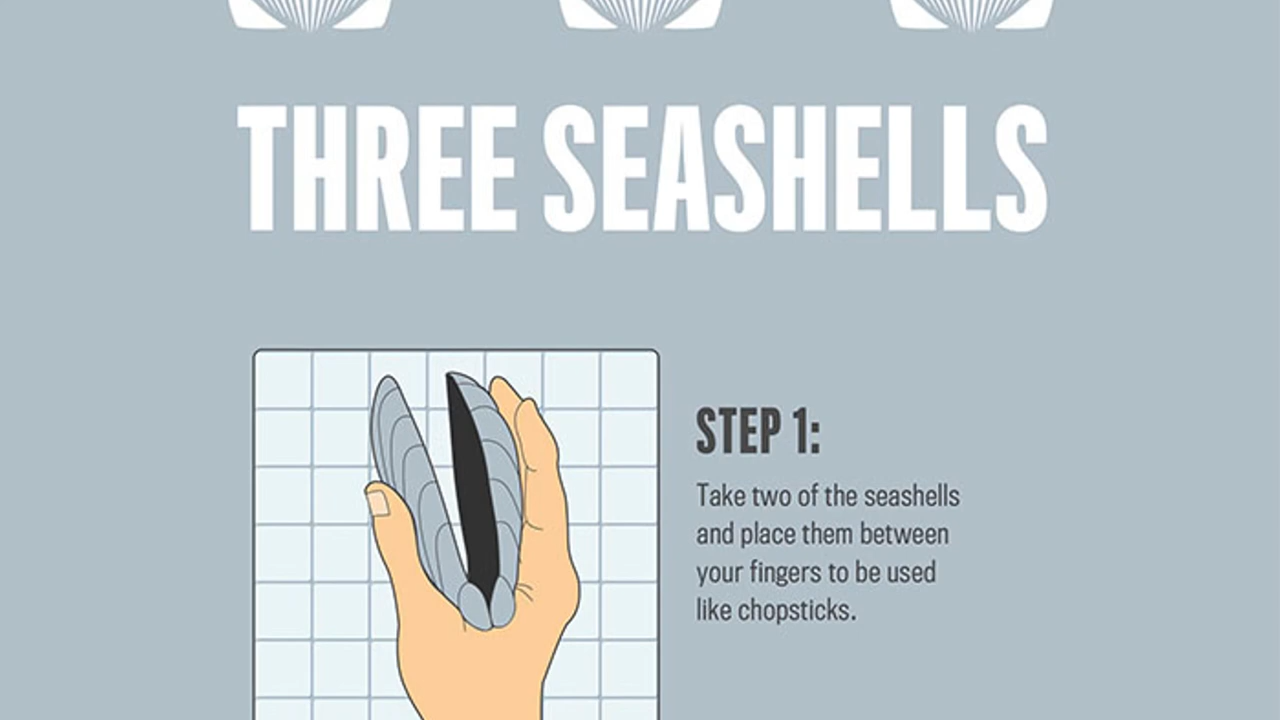 THREE SEASHELLS
STEP 1:
Take two of the seashells
and place them between
your fingers to be used
like chopsticks.